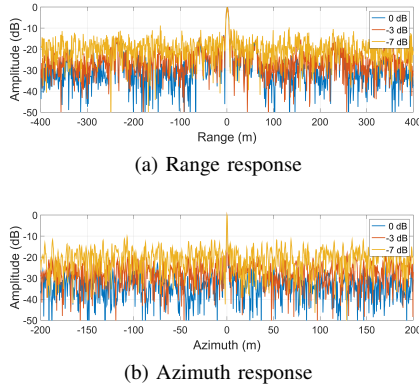 0
-10
-20
-30
-40
-50
Amplitude (dB)
0 dB
-3 dB
-7 dB
-400 -300 -200 -100 0 100 200 300 400
Range (m)
(a) Range response
0
-10
-20
-30
-40
-50
Amplitude (dB)
0 dB
-3 dB
-7 dB
-200 -150 -100 -50 0 50 100 150 200
Azimuth (m)
(b) Azimuth response